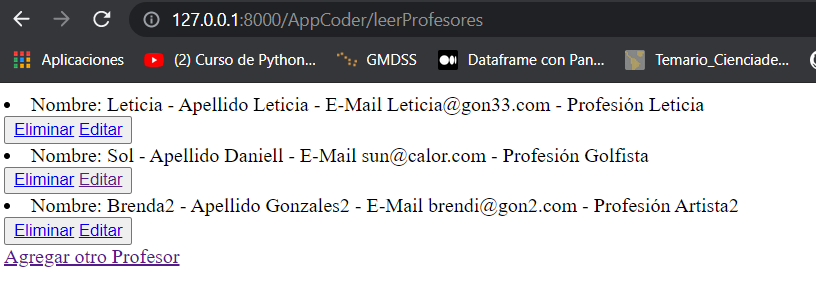 127.0.0.1:8000/AppCoder/leerProfesores
Aplicaciones (2) Curso de Python... GMDSS Dataframe con Pan... Temario_Cienciade...
• Nombre: Leticia - Apellido Leticia - E-Mail Leticia@gon33.com - Profesión Leticia
Eliminar Editar
• Nombre: Sol - Apellido Daniell - E-Mail sun@calor.com - Profesión Golfista
Eliminar Editar
• Nombre: Brenda2 - Apellido Gonzales2 - E-Mail brendi@gon2.com - Profesión Artista2
Eliminar Editar
Agregar otro Profesor